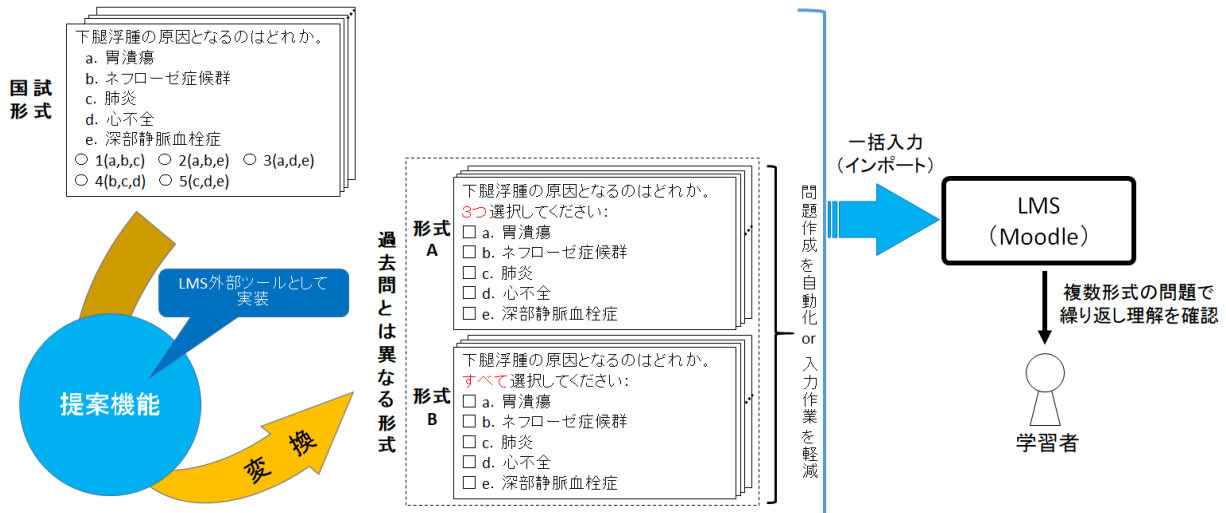 国試
形式
下腿浮腫の原因となるのはどれか。
a. 胃潰瘍
b. ネフローゼ症候群
c. 肺炎
d. 心不全
e. 深部静脈血栓症
○ 1(a,b,c) ○ 2(a,b,e) ○ 3(a,d,e)
○ 4(b,c,d) ○ 5(c,d,e)
LMS外部ツールとして
実装
提案機能
変換
過去問とは異なる形式
形式
A
下腿浮腫の原因となるのはどれか。
3つ選択してください:
□ a. 胃潰瘍
□ b. ネフローゼ症候群
□ c. 肺炎
□ d. 心不全
□ e. 深部静脈血栓症
形式
B
下腿浮腫の原因となるのはどれか。
すべて選択してください:
□ a. 胃潰瘍
□ b. ネフローゼ症候群
□ c. 肺炎
□ d. 心不全
□ e. 深部静脈血栓症
問題作成を自動化 or 入力作業を軽減
一括入力
(インポート)
LMS
(Moodle)
複数形式の問題で
繰り返し理解を確認
学習者